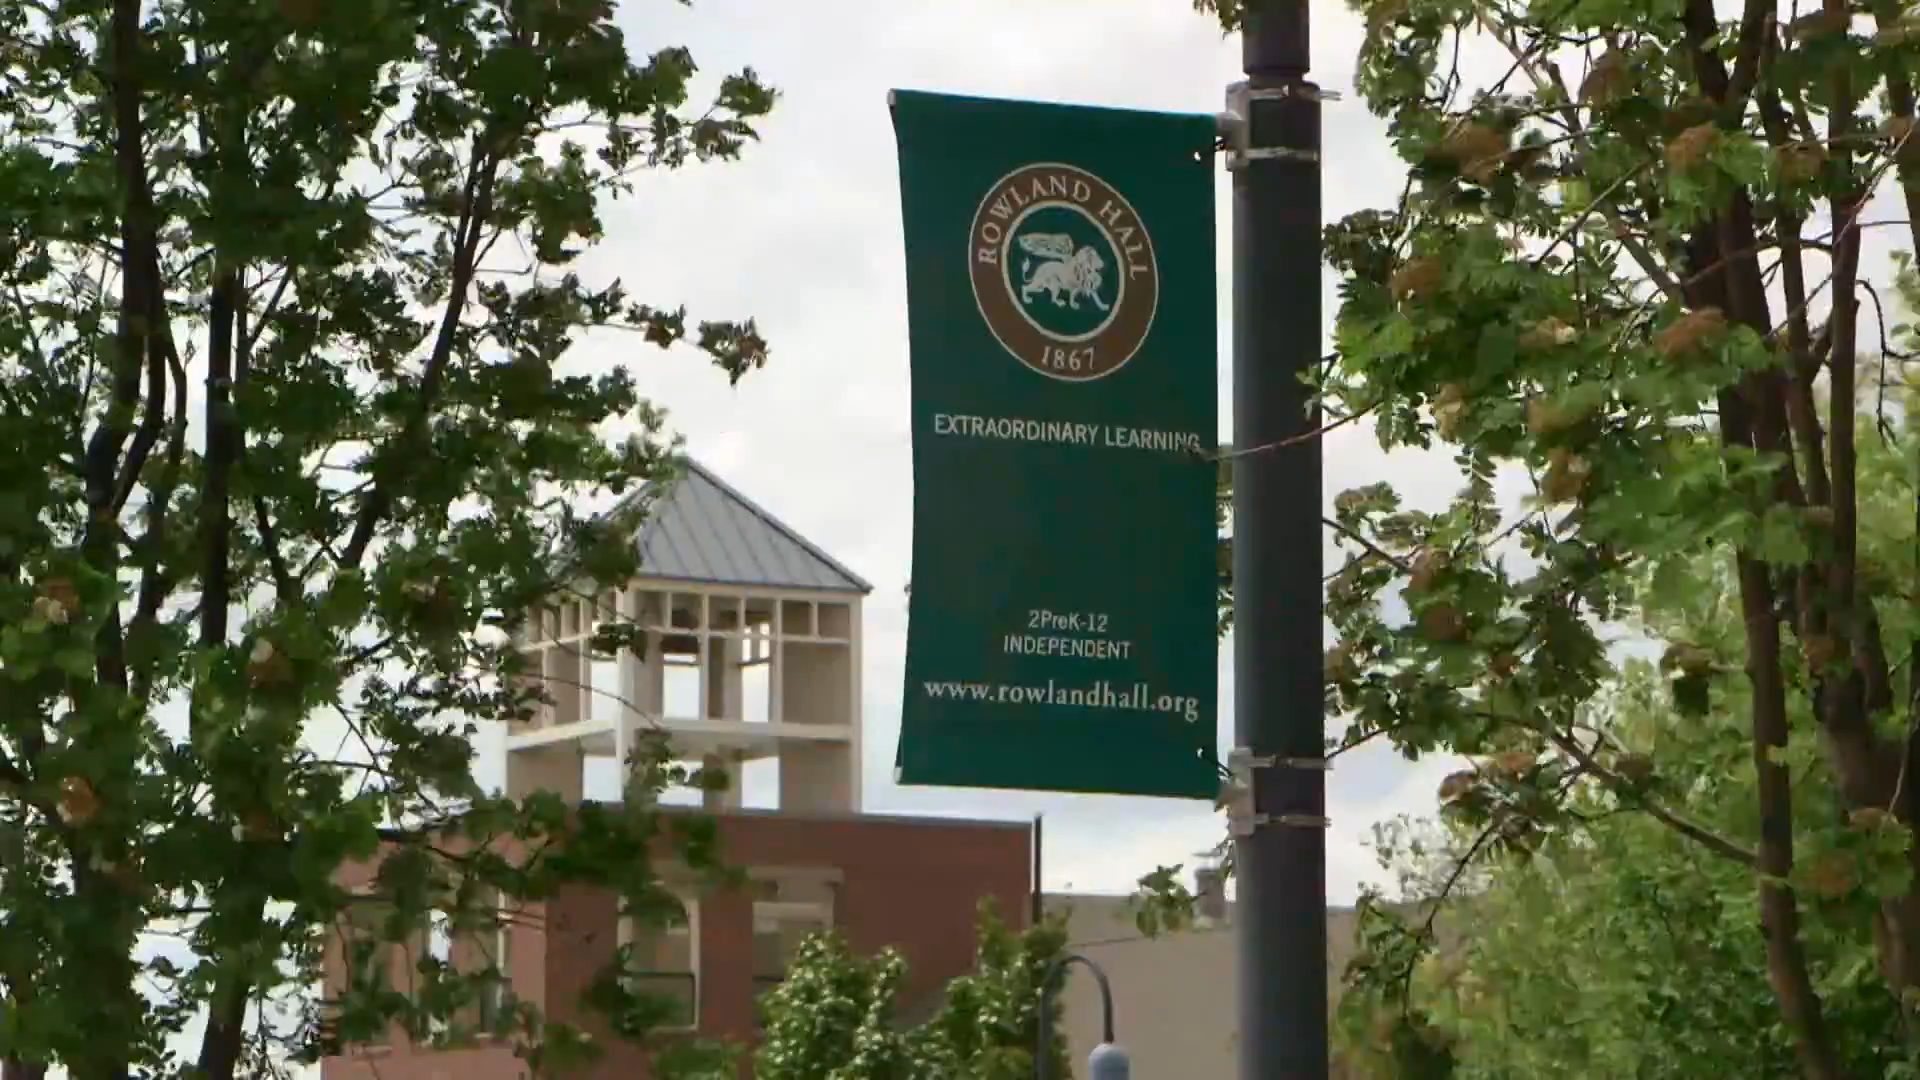 ROWLAND HALL
1867
EXTRAORDINARY LEARNING
2PreK-12
INDEPENDENT
www.rowlandhall.org